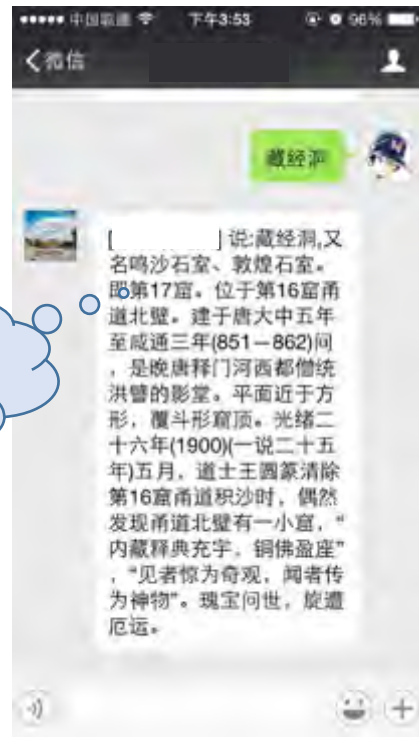 中国联通 下午3:53 96%
微信
藏经洞
[ ] 说:藏经洞,又
名鸣沙石室、敦煌石室。
即第17窟。位于第16窟甬
道北壁。建于唐大中五年
至咸通三年(851—862)间
，是晚唐释门河西都僧统
洪辩的影堂。平面近于方
形，覆斗形窟顶。光绪二
十六年(1900)(一说二十五
年)五月，道士王圆箓清除
第16窟甬道积沙时，偶然
发现甬道北壁有一小窟，“
内藏释典充宇，铜佛盈座”
，“见者惊为奇观，闻者传
为神物”。瑰宝问世，旋遭
厄运。